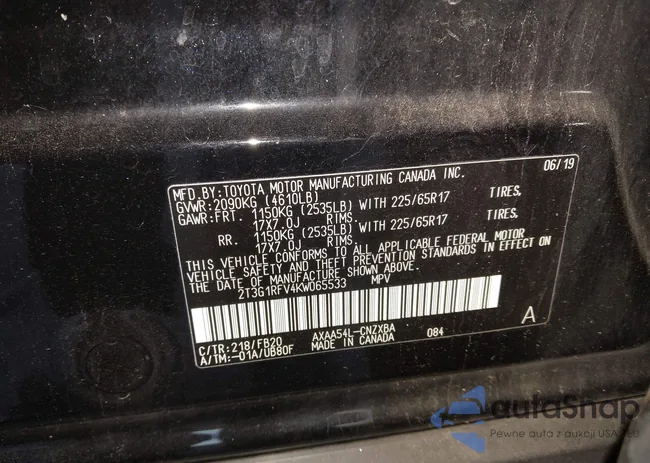 MFD.BY:TOYOTA MOTOR MANUFACTURING CANADA INC. 06/19
GVWR:2090KG (4610LB)
GAWR:FRT. 1150KG (2535LB) WITH 225/65R17 TIRES.
17X7.0J RIMS.
RR. 1150KG (2535LB) WITH 225/65R17 TIRES.
17X7.0J RIMS.
THIS VEHICLE CONFORMS TO ALL APPLICABLE FEDERAL MOTOR
VEHICLE SAFETY AND THEFT PREVENTION STANDARDS IN EFFECT ON
THE DATE OF MANUFACTURE SHOWN ABOVE.
2T3G1RFV4KW065533 MPV
C/TR:218/FB20 AXAA54L-CNZXBA 084 A
A/TM:-01A/UB80F MADE IN CANADA
autoSnap
Pewne auto z aukcji USA i EU